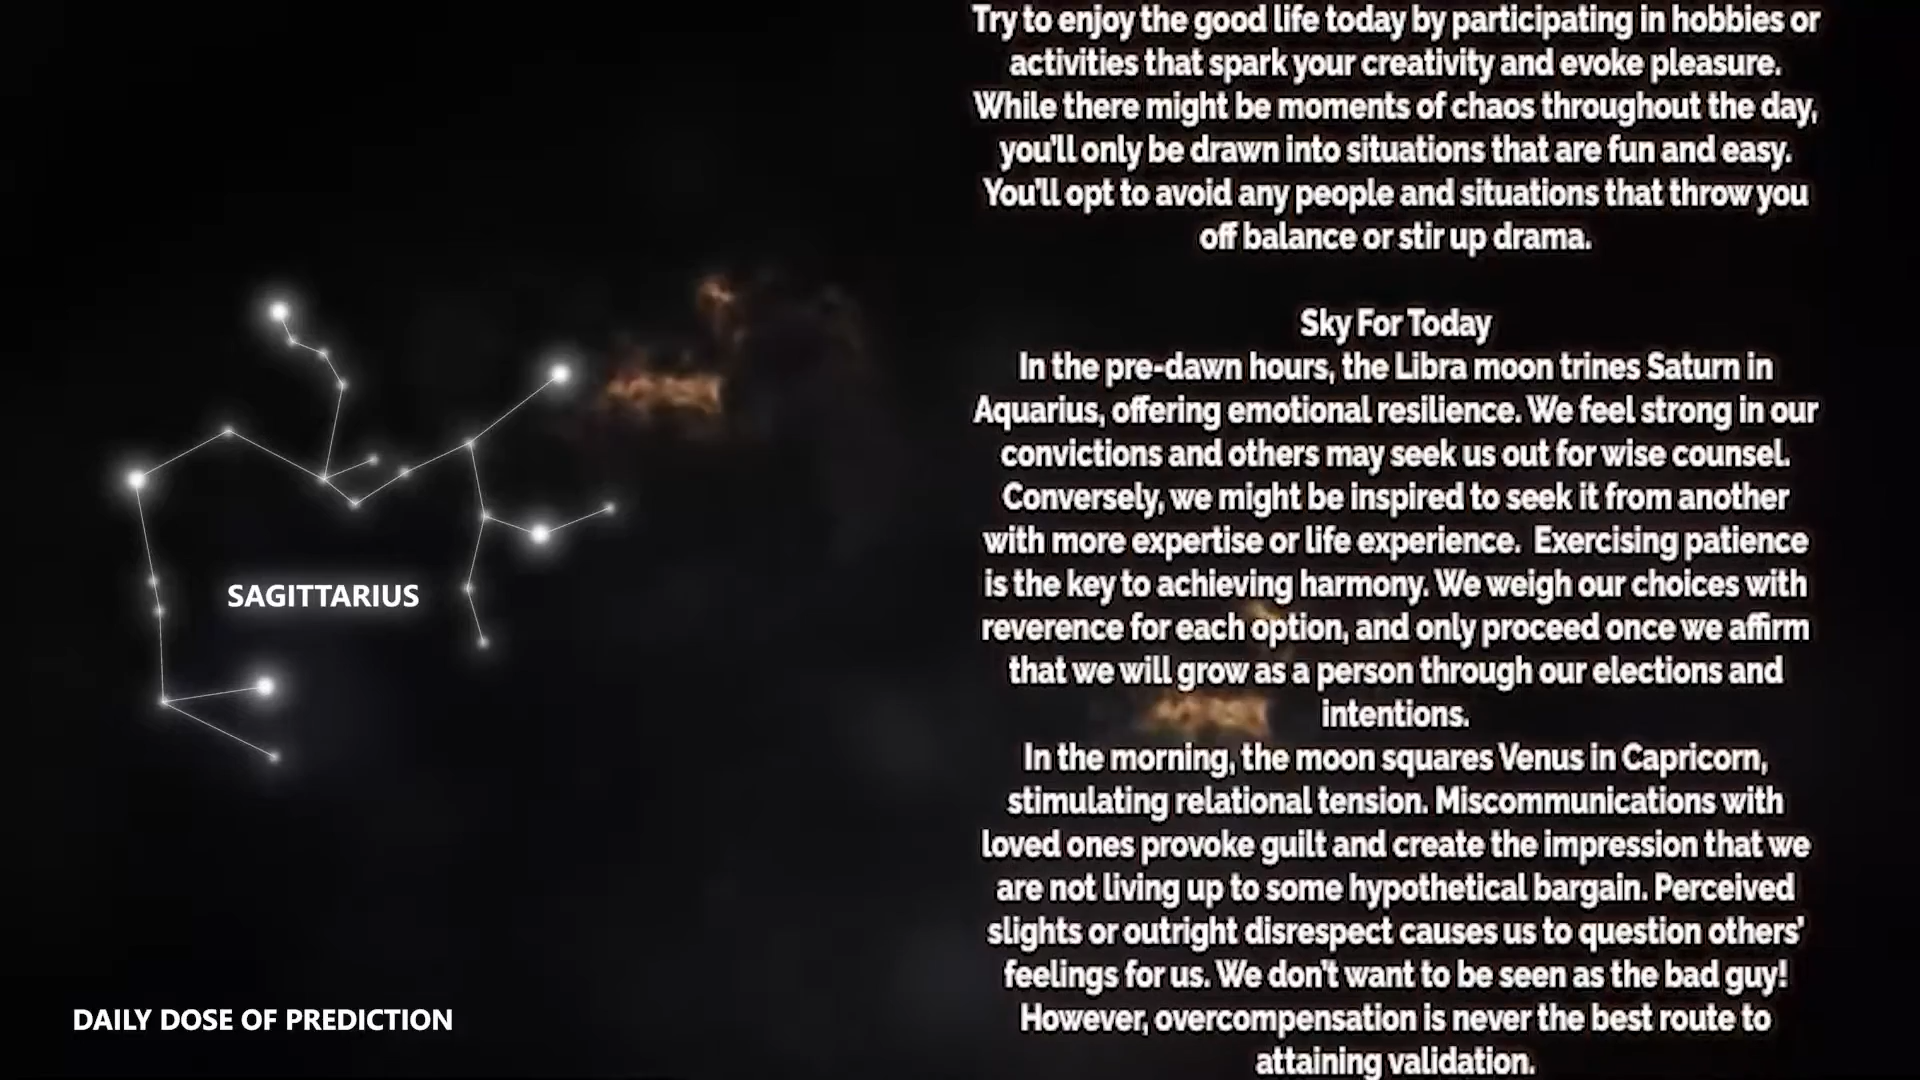 Try to enjoy the good life today by participating in hobbies or
activities that spark your creativity and evoke pleasure.
While there might be moments of chaos throughout the day,
you'll only be drawn into situations that are fun and easy.
You'll opt to avoid any people and situations that throw you
off balance or stir up drama.
Sky For Today
In the pre-dawn hours, the Libra moon trines Saturn in
Aquarius, offering emotional resilience. We feel strong in our
convictions and others may seek us out for wise counsel.
Conversely, we might be inspired to seek it from another
with more expertise or life experience.  Exercising patience
is the key to achieving harmony. We weigh our choices with
reverence for each option, and only proceed once we affirm
that we will grow as a person through our elections and
intentions.
In the morning, the moon squares Venus in Capricorn,
stimulating relational tension. Miscommunications with
loved ones provoke guilt and create the impression that we
are not living up to some hypothetical bargain. Perceived
slights or outright disrespect causes us to question others'
feelings for us. We don't want to be seen as the bad guy!
However, overcompensation is never the best route to
attaining validation.
SAGITTARIUS
DAILY DOSE OF PREDICTION